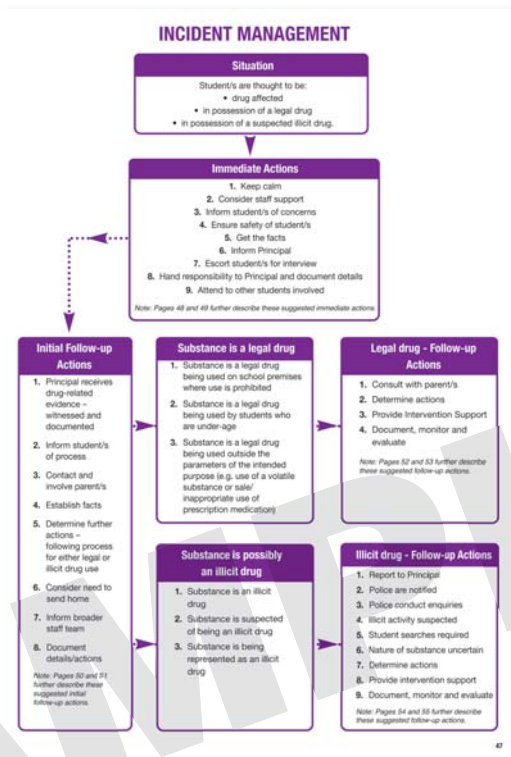 INCIDENT MANAGEMENT
Situation
Student/s are thought to be:
• drug affected
• in possession of a legal drug
• in possession of a suspected illicit drug.
Immediate Actions
1. Keep calm
2. Consider staff support
3. Inform student/s of concerns
4. Ensure safety of student/s
5. Get the facts
6. Inform Principal
7. Escort student/s for interview
8. Hand responsibility to Principal and document details
9. Attend to other students involved
Note: Pages 48 and 49 further describe these suggested immediate actions.
Initial Follow-up
Actions
1. Principal receives
drug-related
evidence –
witnessed and
documented
2. Inform student/s
of process
3. Contact and
involve parent/s
4. Establish facts
5. Determine further
actions –
following process
for either legal or
illicit drug use
6. Consider need to
send home
7. Inform broader
staff team
8. Document
details/actions
Note: Pages 50 and 51
further describe these
suggested initial
follow-up actions.
Substance is a legal drug
1. Substance is a legal drug
being used on school premises
where use is prohibited
2. Substance is a legal drug
being used by students who
are under-age
3. Substance is a legal drug
being used outside the
parameters of the intended
purpose (e.g. use of a volatile
substance or sale/
inappropriate use of
prescription medication)
Legal drug - Follow-up
Actions
1. Consult with parent/s
2. Determine actions
3. Provide Intervention Support
4. Document, monitor and
evaluate
Note: Pages 52 and 53 further describe
these suggested follow-up actions.
Substance is possibly
an illicit drug
1. Substance is an illicit
drug
2. Substance is suspected
of being an illicit drug
3. Substance is being
represented as an illicit
drug
Illicit drug - Follow-up Actions
1. Report to Principal
2. Police are notified
3. Police conduct enquiries
4. Illicit activity suspected
5. Student searches required
6. Nature of substance uncertain
7. Determine actions
8. Provide intervention support
9. Document, monitor and evaluate
Note: Pages 54 and 55 further describe
these suggested follow-up actions.
47